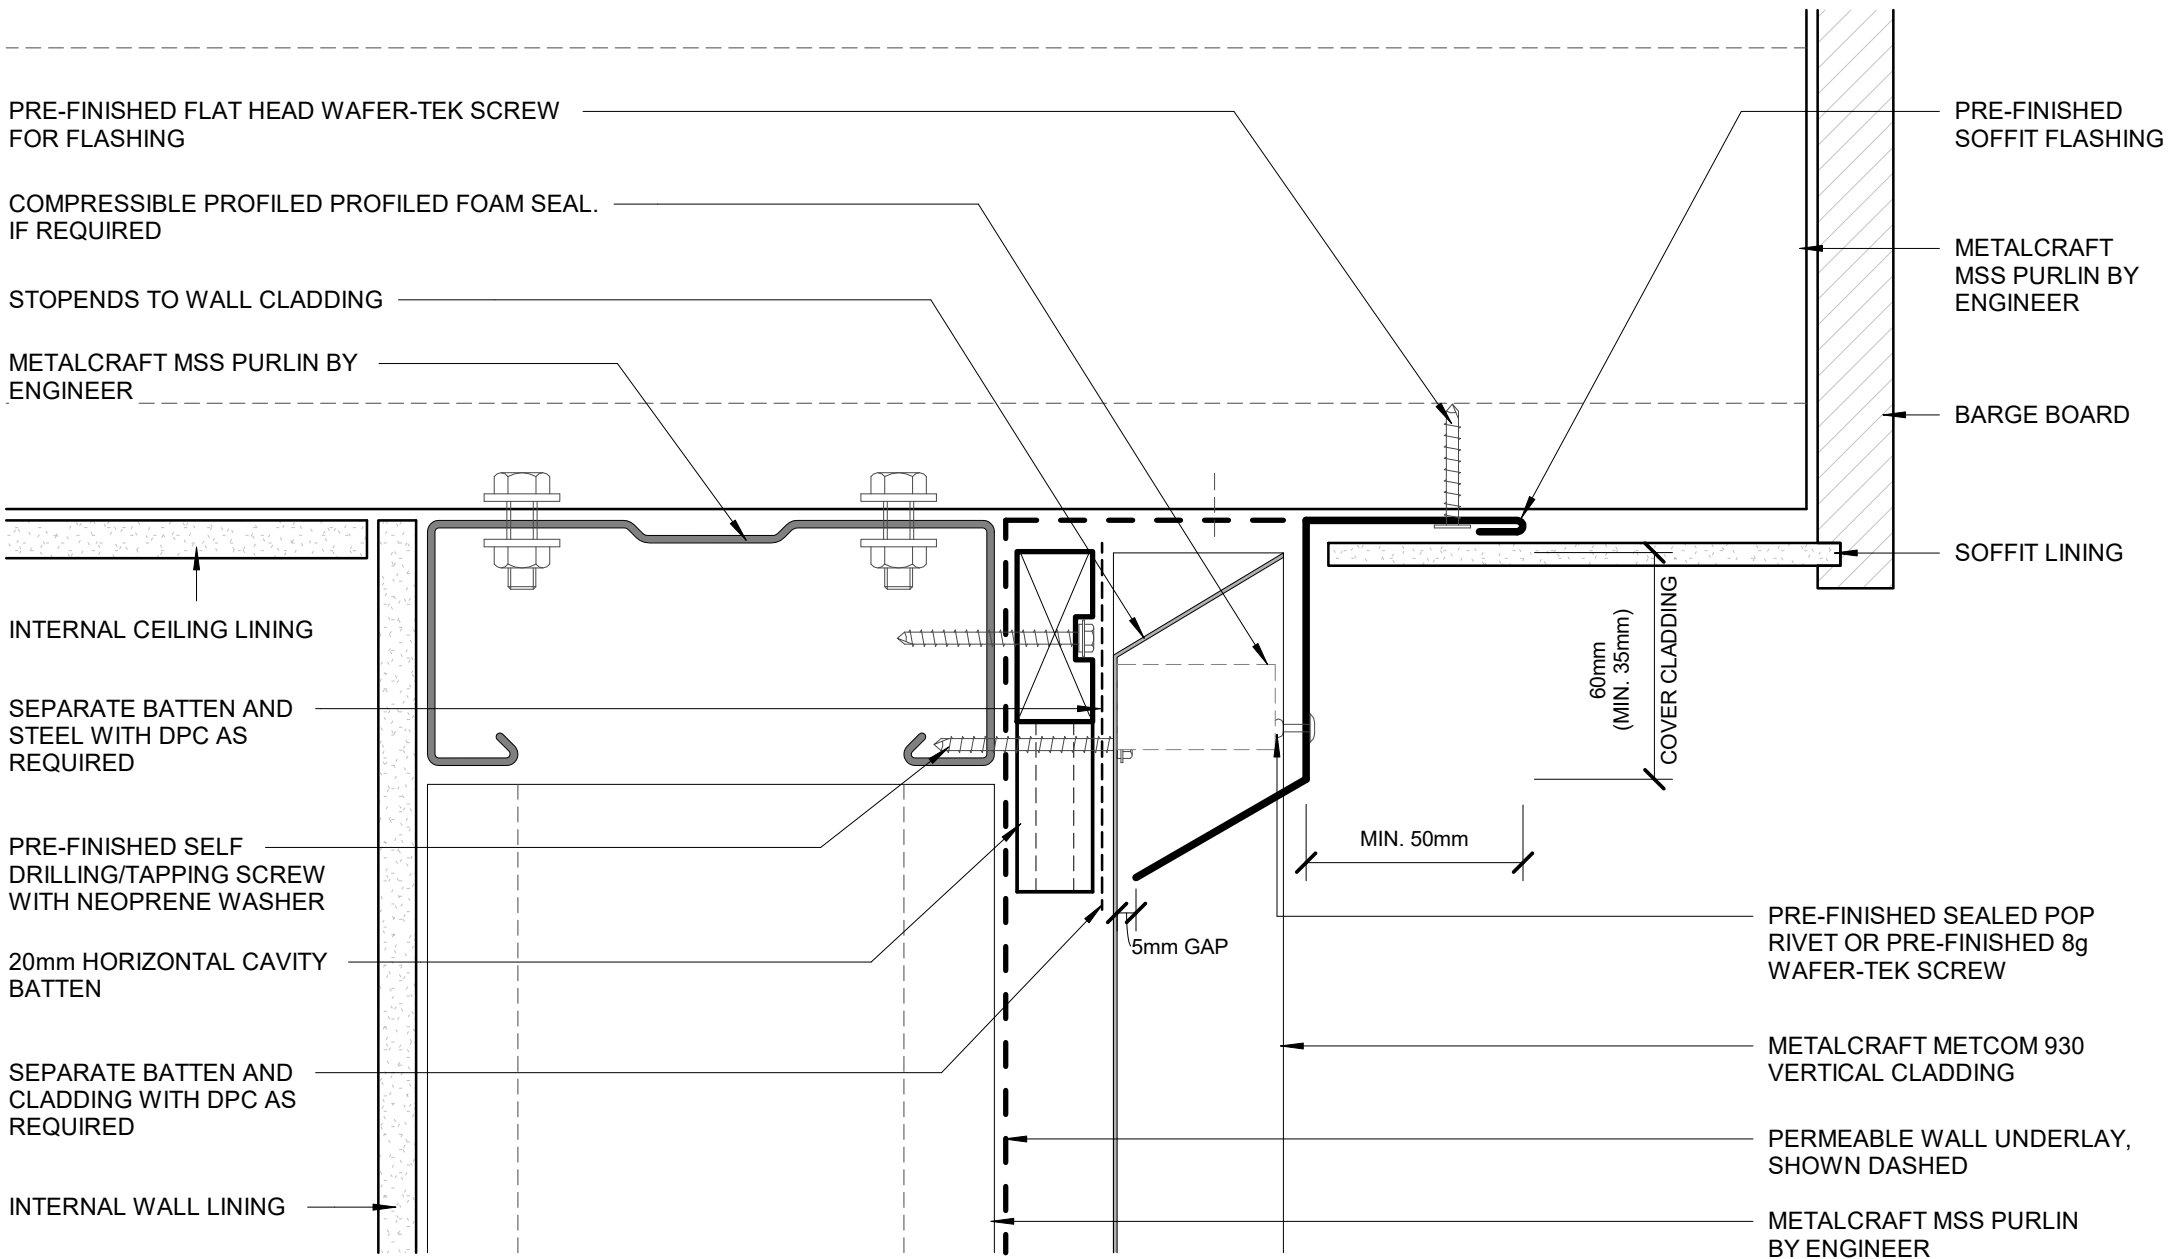 PRE-FINISHED FLAT HEAD WAFER-TEK SCREW
FOR FLASHING
COMPRESSIBLE PROFILED PROFILED FOAM SEAL.
IF REQUIRED
STOPENDS TO WALL CLADDING
METALCRAFT MSS PURLIN BY
ENGINEER
INTERNAL CEILING LINING
SEPARATE BATTEN AND
STEEL WITH DPC AS
REQUIRED
PRE-FINISHED SELF
DRILLING/TAPPING SCREW
WITH NEOPRENE WASHER
20mm HORIZONTAL CAVITY
BATTEN
SEPARATE BATTEN AND
CLADDING WITH DPC AS
REQUIRED
INTERNAL WALL LINING
60mm
(MIN. 35mm)
COVER CLADDING
MIN. 50mm
5mm GAP
PRE-FINISHED
SOFFIT FLASHING
METALCRAFT
MSS PURLIN BY
ENGINEER
BARGE BOARD
SOFFIT LINING
PRE-FINISHED SEALED POP
RIVET OR PRE-FINISHED 8g
WAFER-TEK SCREW
METALCRAFT METCOM 930
VERTICAL CLADDING
PERMEABLE WALL UNDERLAY,
SHOWN DASHED
METALCRAFT MSS PURLIN
BY ENGINEER